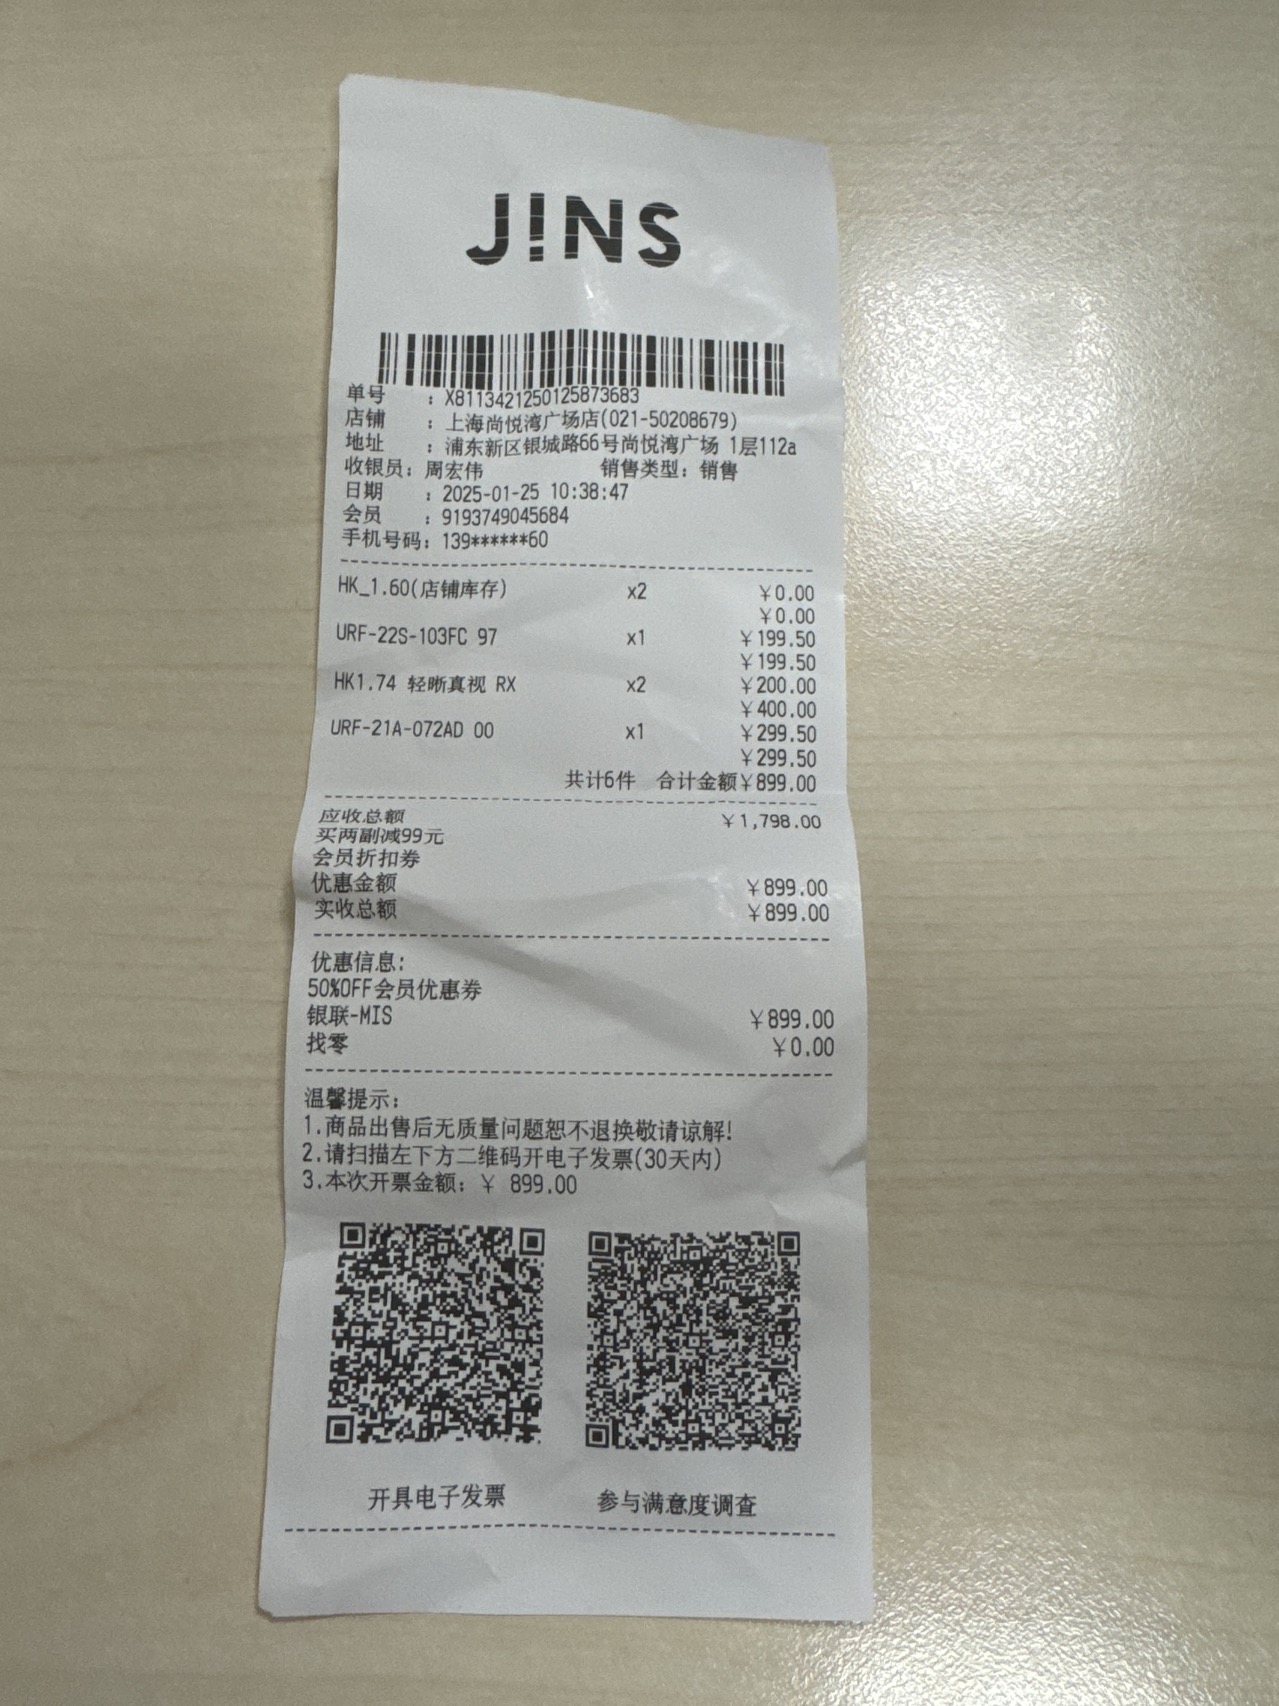 J!NS
单号 : X8113421250125873683
店铺 : 上海尚悦湾广场店(021-50208679)
地址 : 浦东新区银城路66号尚悦湾广场 1层112a
收银员: 周宏伟 销售类型: 销售
日期 : 2025-01-25 10:38:47
会员 : 9193749045684
手机号码: 139******60
HK_1.60(店铺库存) x2 ¥0.00
¥0.00
URF-22S-103FC 97 x1 ¥199.50
¥199.50
HK1.74 轻晰真视 RX x2 ¥200.00
¥400.00
URF-21A-072AD 00 x1 ¥299.50
¥299.50
共计6件 合计金额¥899.00
应收总额 ¥1,798.00
买两副减99元
会员折扣券
优惠金额 ¥899.00
实收总额 ¥899.00
优惠信息:
50%OFF会员优惠券
银联-MIS ¥899.00
找零 ¥0.00
温馨提示:
1.商品出售后无质量问题恕不退换敬请谅解!
2.请扫描左下方二维码开电子发票(30天内)
3.本次开票金额: ¥ 899.00
开具电子发票 参与满意度调查